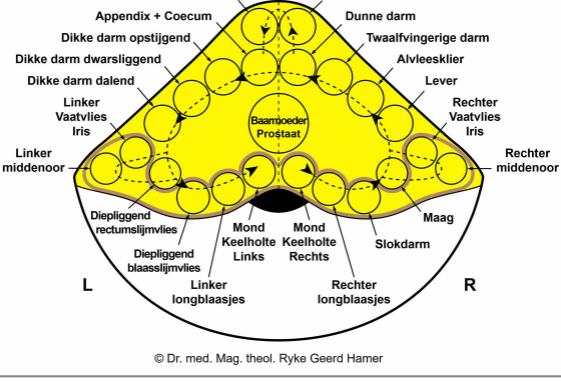 Appendix + Coecum
Dunne darm
Dikke darm opstijgend
Twaalfvingerige darm
Dikke darm dwarsliggend
Alvleesklier
Dikke darm dalend
Lever
Linker
Vaatvlies
Iris
Rechter
Vaatvlies
Iris
Baarmoeder
Prostaat
Linker
middenoor
Rechter
middenoor
Diepliggend
rectumslijmvlies
Maag
Diepliggend
blaasslijmvlies
Mond
Keelholte
Links
Mond
Keelholte
Rechts
Slokdarm
Linker
longblaasjes
Rechter
longblaasjes
L
R
© Dr. med. Mag. theol. Ryke Geerd Hamer